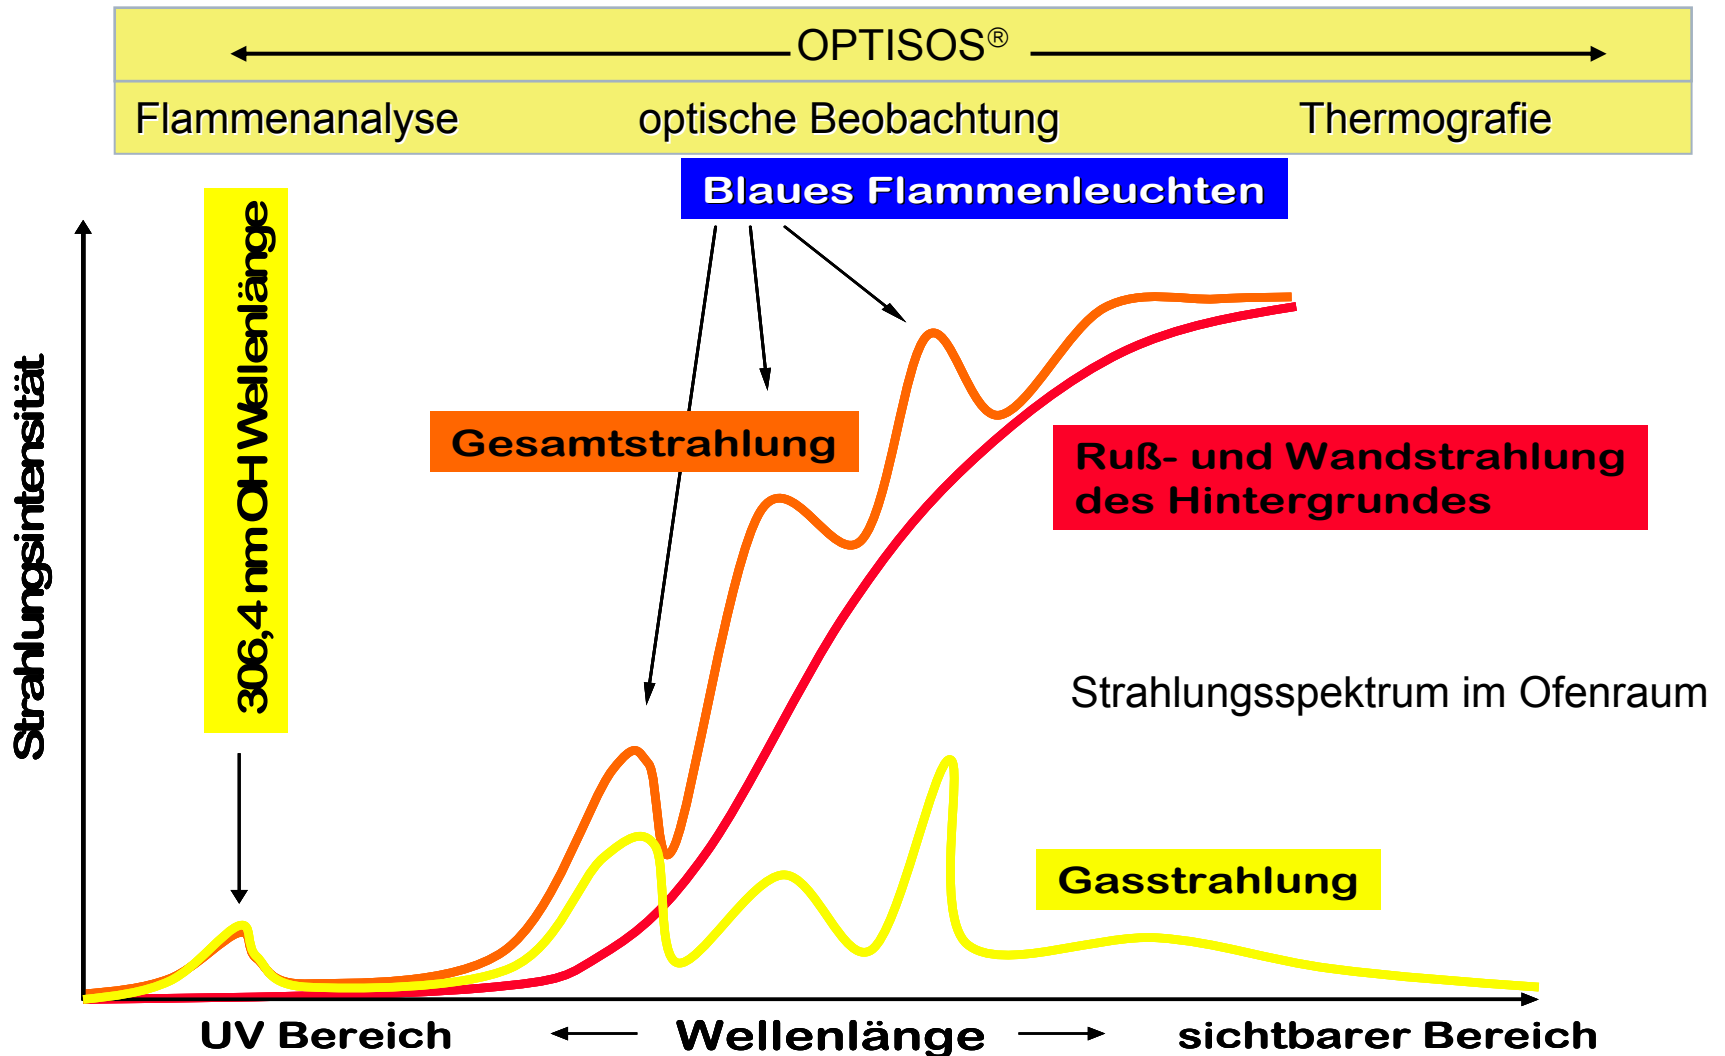 OPTISOS®
Flammenanalyse optische Beobachtung Thermografie
Blaues Flammenleuchten
306,4 nm OH Wellenlänge
Strahlungsintensität
Gesamtstrahlung
Ruß- und Wandstrahlung
des Hintergrundes
Strahlungsspektrum im Ofenraum
Gasstrahlung
UV Bereich Wellenlänge sichtbarer Bereich